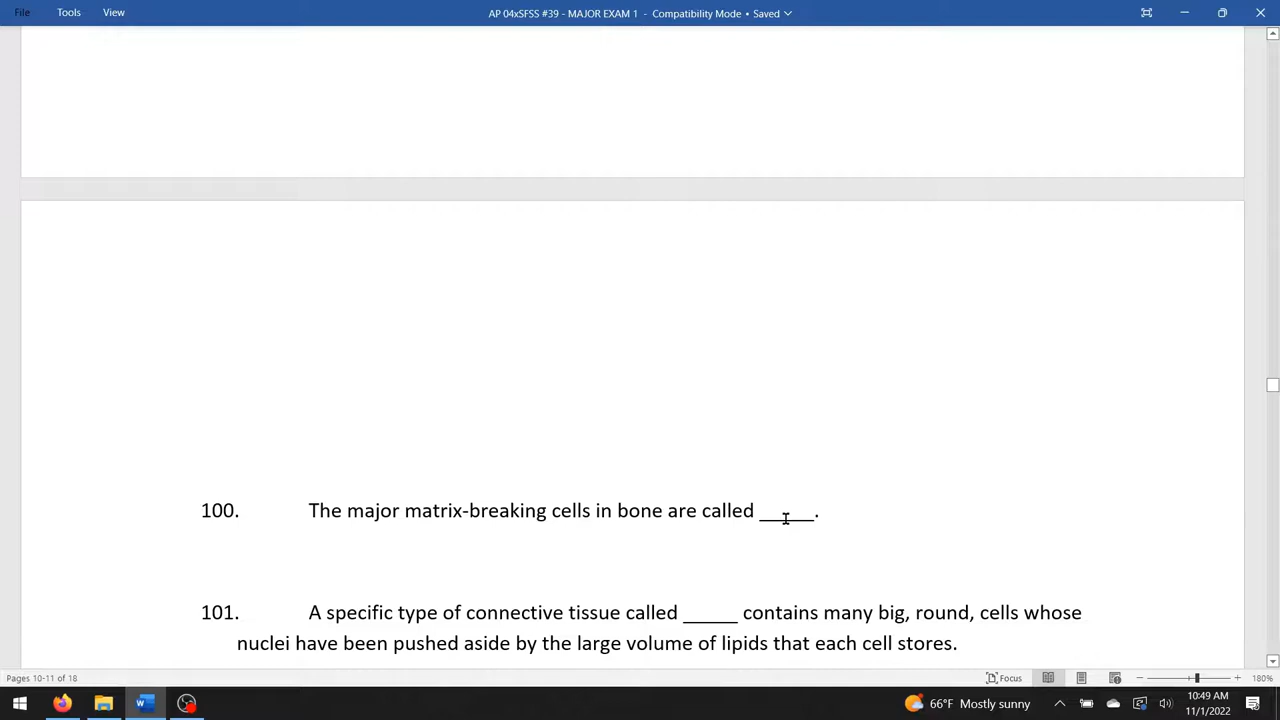 File Tools View AP 04xSFSS #39 - MAJOR EXAM 1 - Compatibility Mode • Saved
100. The major matrix-breaking cells in bone are called _____.
101. A specific type of connective tissue called _____ contains many big, round, cells whose
nuclei have been pushed aside by the large volume of lipids that each cell stores.
Pages 10-11 of 18 Focus 180%
66°F Mostly sunny 10:49 AM
11/1/2022